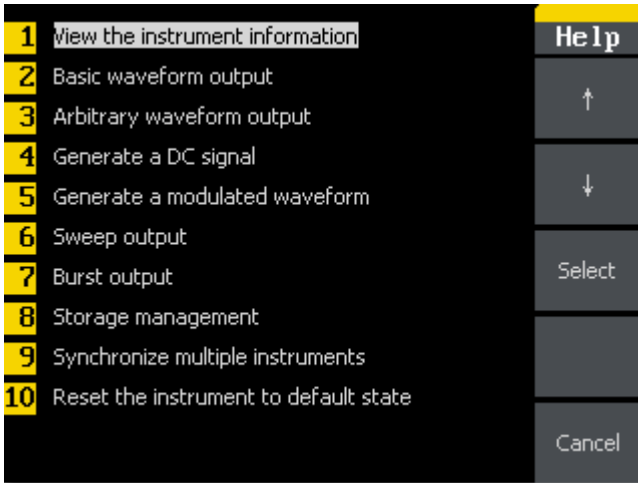 1 View the instrument information
2 Basic waveform output
3 Arbitrary waveform output
4 Generate a DC signal
5 Generate a modulated waveform
6 Sweep output
7 Burst output
8 Storage management
9 Synchronize multiple instruments
10 Reset the instrument to default state
Help
↑
↓
Select
Cancel